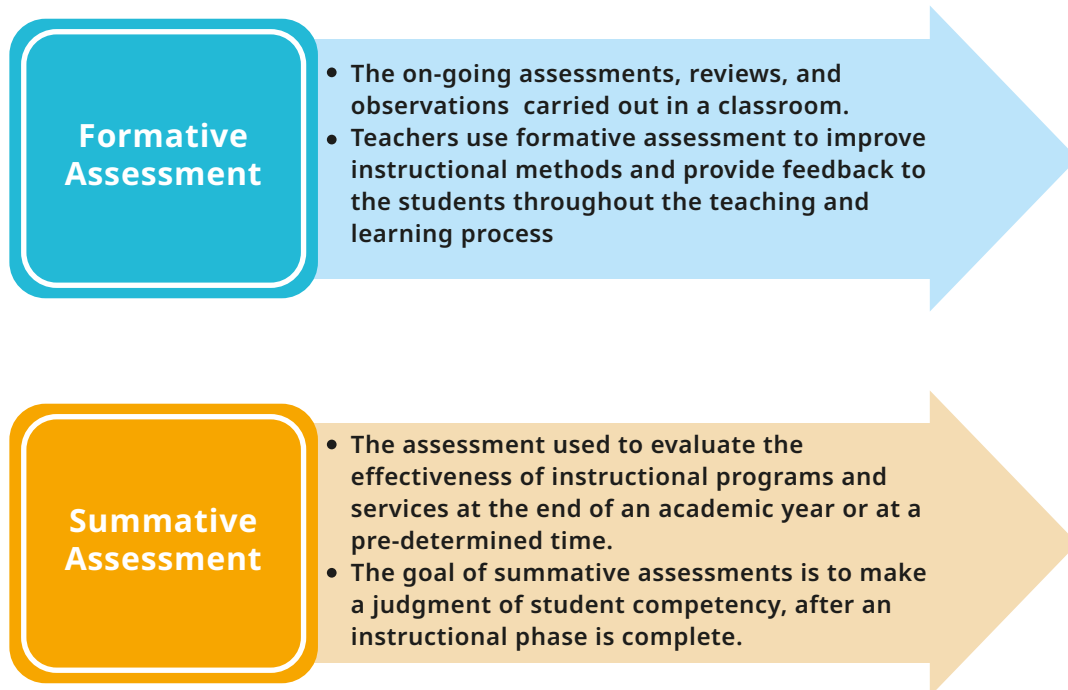 Formative
Assessment
• The on-going assessments, reviews, and
observations  carried out in a classroom.
• Teachers use formative assessment to improve
instructional methods and provide feedback to
the students throughout the teaching and
learning process
Summative
Assessment
• The assessment used to evaluate the
effectiveness of instructional programs and
services at the end of an academic year or at a
pre-determined time.
• The goal of summative assessments is to make
a judgment of student competency, after an
instructional phase is complete.